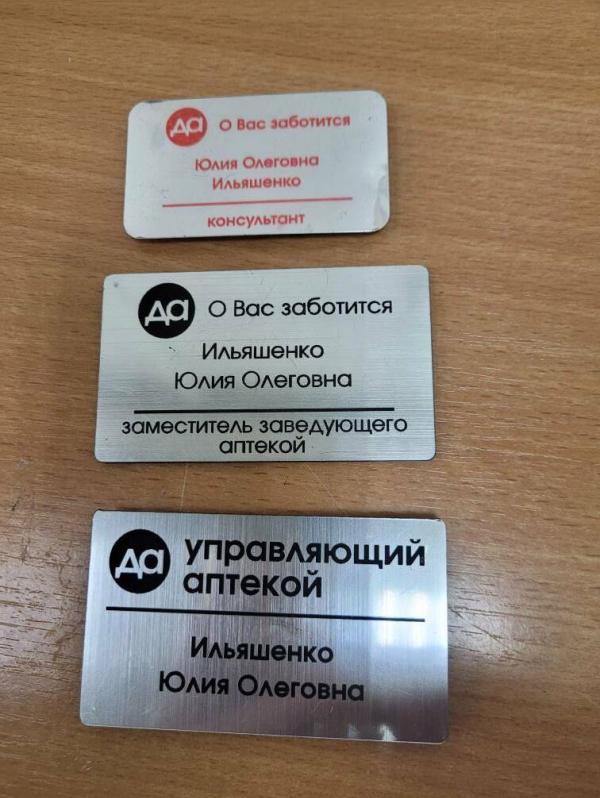 да О Вас заботится
Юлия Олеговна
Ильяшенко
консультант
да О Вас заботится
Ильяшенко
Юлия Олеговна
заместитель заведующего
аптекой
да управляющий
аптекой
Ильяшенко
Юлия Олеговна